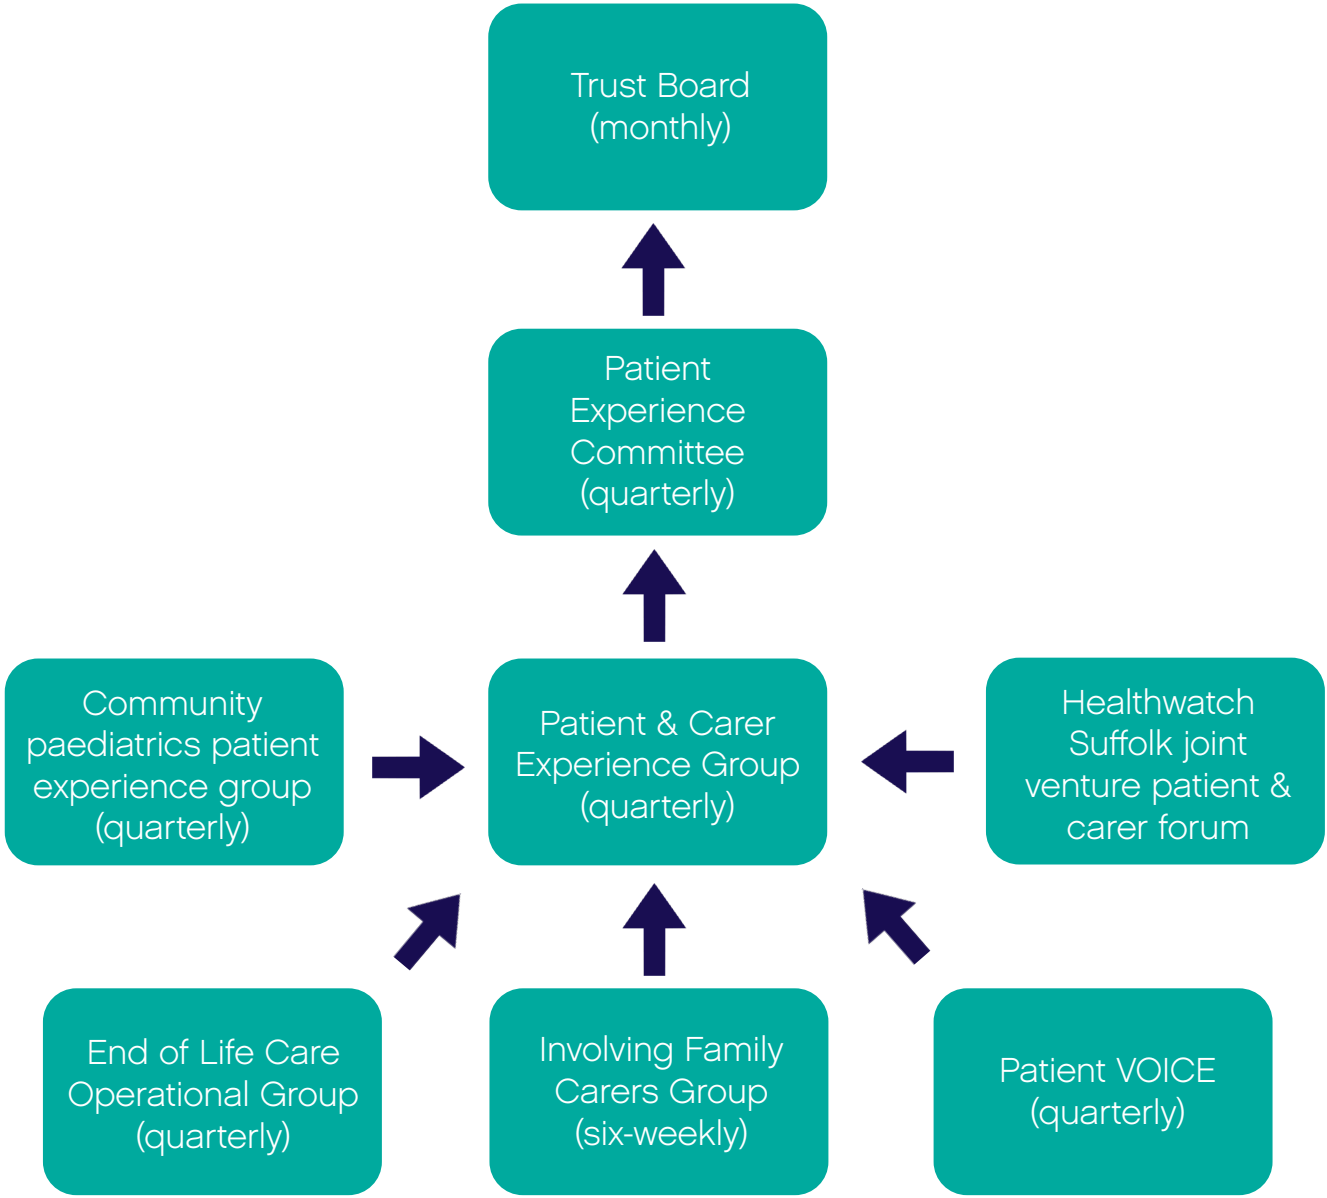 Trust Board
(monthly)
Patient
Experience
Committee
(quarterly)
Community
paediatrics patient
experience group
(quarterly)
Patient & Carer
Experience Group
(quarterly)
Healthwatch
Suffolk joint
venture patient &
carer forum
End of Life Care
Operational Group
(quarterly)
Involving Family
Carers Group
(six-weekly)
Patient VOICE
(quarterly)